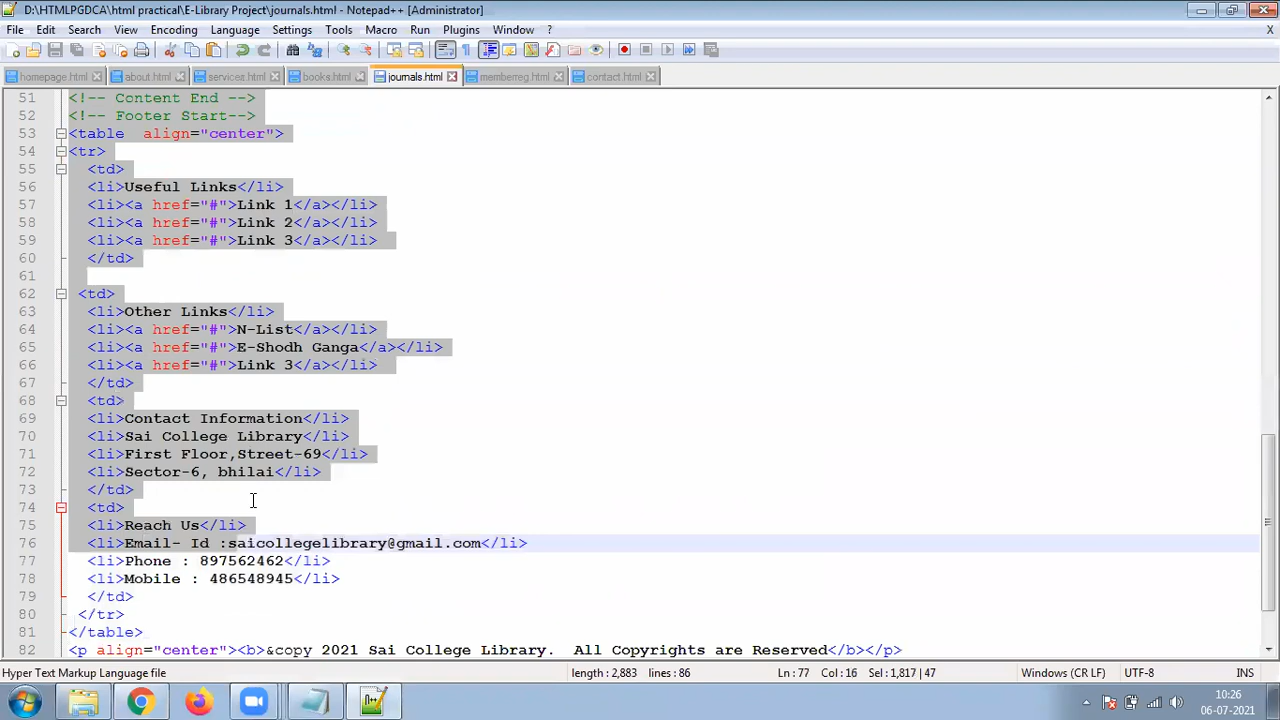 D:\HTMLPGDCA\html practical\E-Library Project\journals.html - Notepad++ [Administrator]
File Edit Search View Encoding Language Settings Tools Macro Run Plugins Window ? X
homepage.html about.html services.html books.html journals.html memberreg.html contact.html
51 <!-- Content End -->
52 <!-- Footer Start-->
53 <table align="center">
54 <tr>
55 <td>
56 <li>Useful Links</li>
57 <li><a href="#">Link 1</a></li>
58 <li><a href="#">Link 2</a></li>
59 <li><a href="#">Link 3</a></li>
60 </td>
61
62 <td>
63 <li>Other Links</li>
64 <li><a href="#">N-List</a></li>
65 <li><a href="#">E-Shodh Ganga</a></li>
66 <li><a href="#">Link 3</a></li>
67 </td>
68 <td>
69 <li>Contact Information</li>
70 <li>Sai College Library</li>
71 <li>First Floor,Street-69</li>
72 <li>Sector-6, bhilai</li>
73 </td>
74 <td>
75 <li>Reach Us</li>
76 <li>Email- Id :saicollegelibrary@gmail.com</li>
77 <li>Phone : 897562462</li>
78 <li>Mobile : 486548945</li>
79 </td>
80 </tr>
81 </table>
82 <p align="center"><b>&copy 2021 Sai College Library. All Copyrights are Reserved</b></p>
Hyper Text Markup Language file length : 2,883 lines : 86 Ln : 77 Col : 16 Sel : 1,817 | 47 Windows (CR LF) UTF-8 INS
10:26
06-07-2021